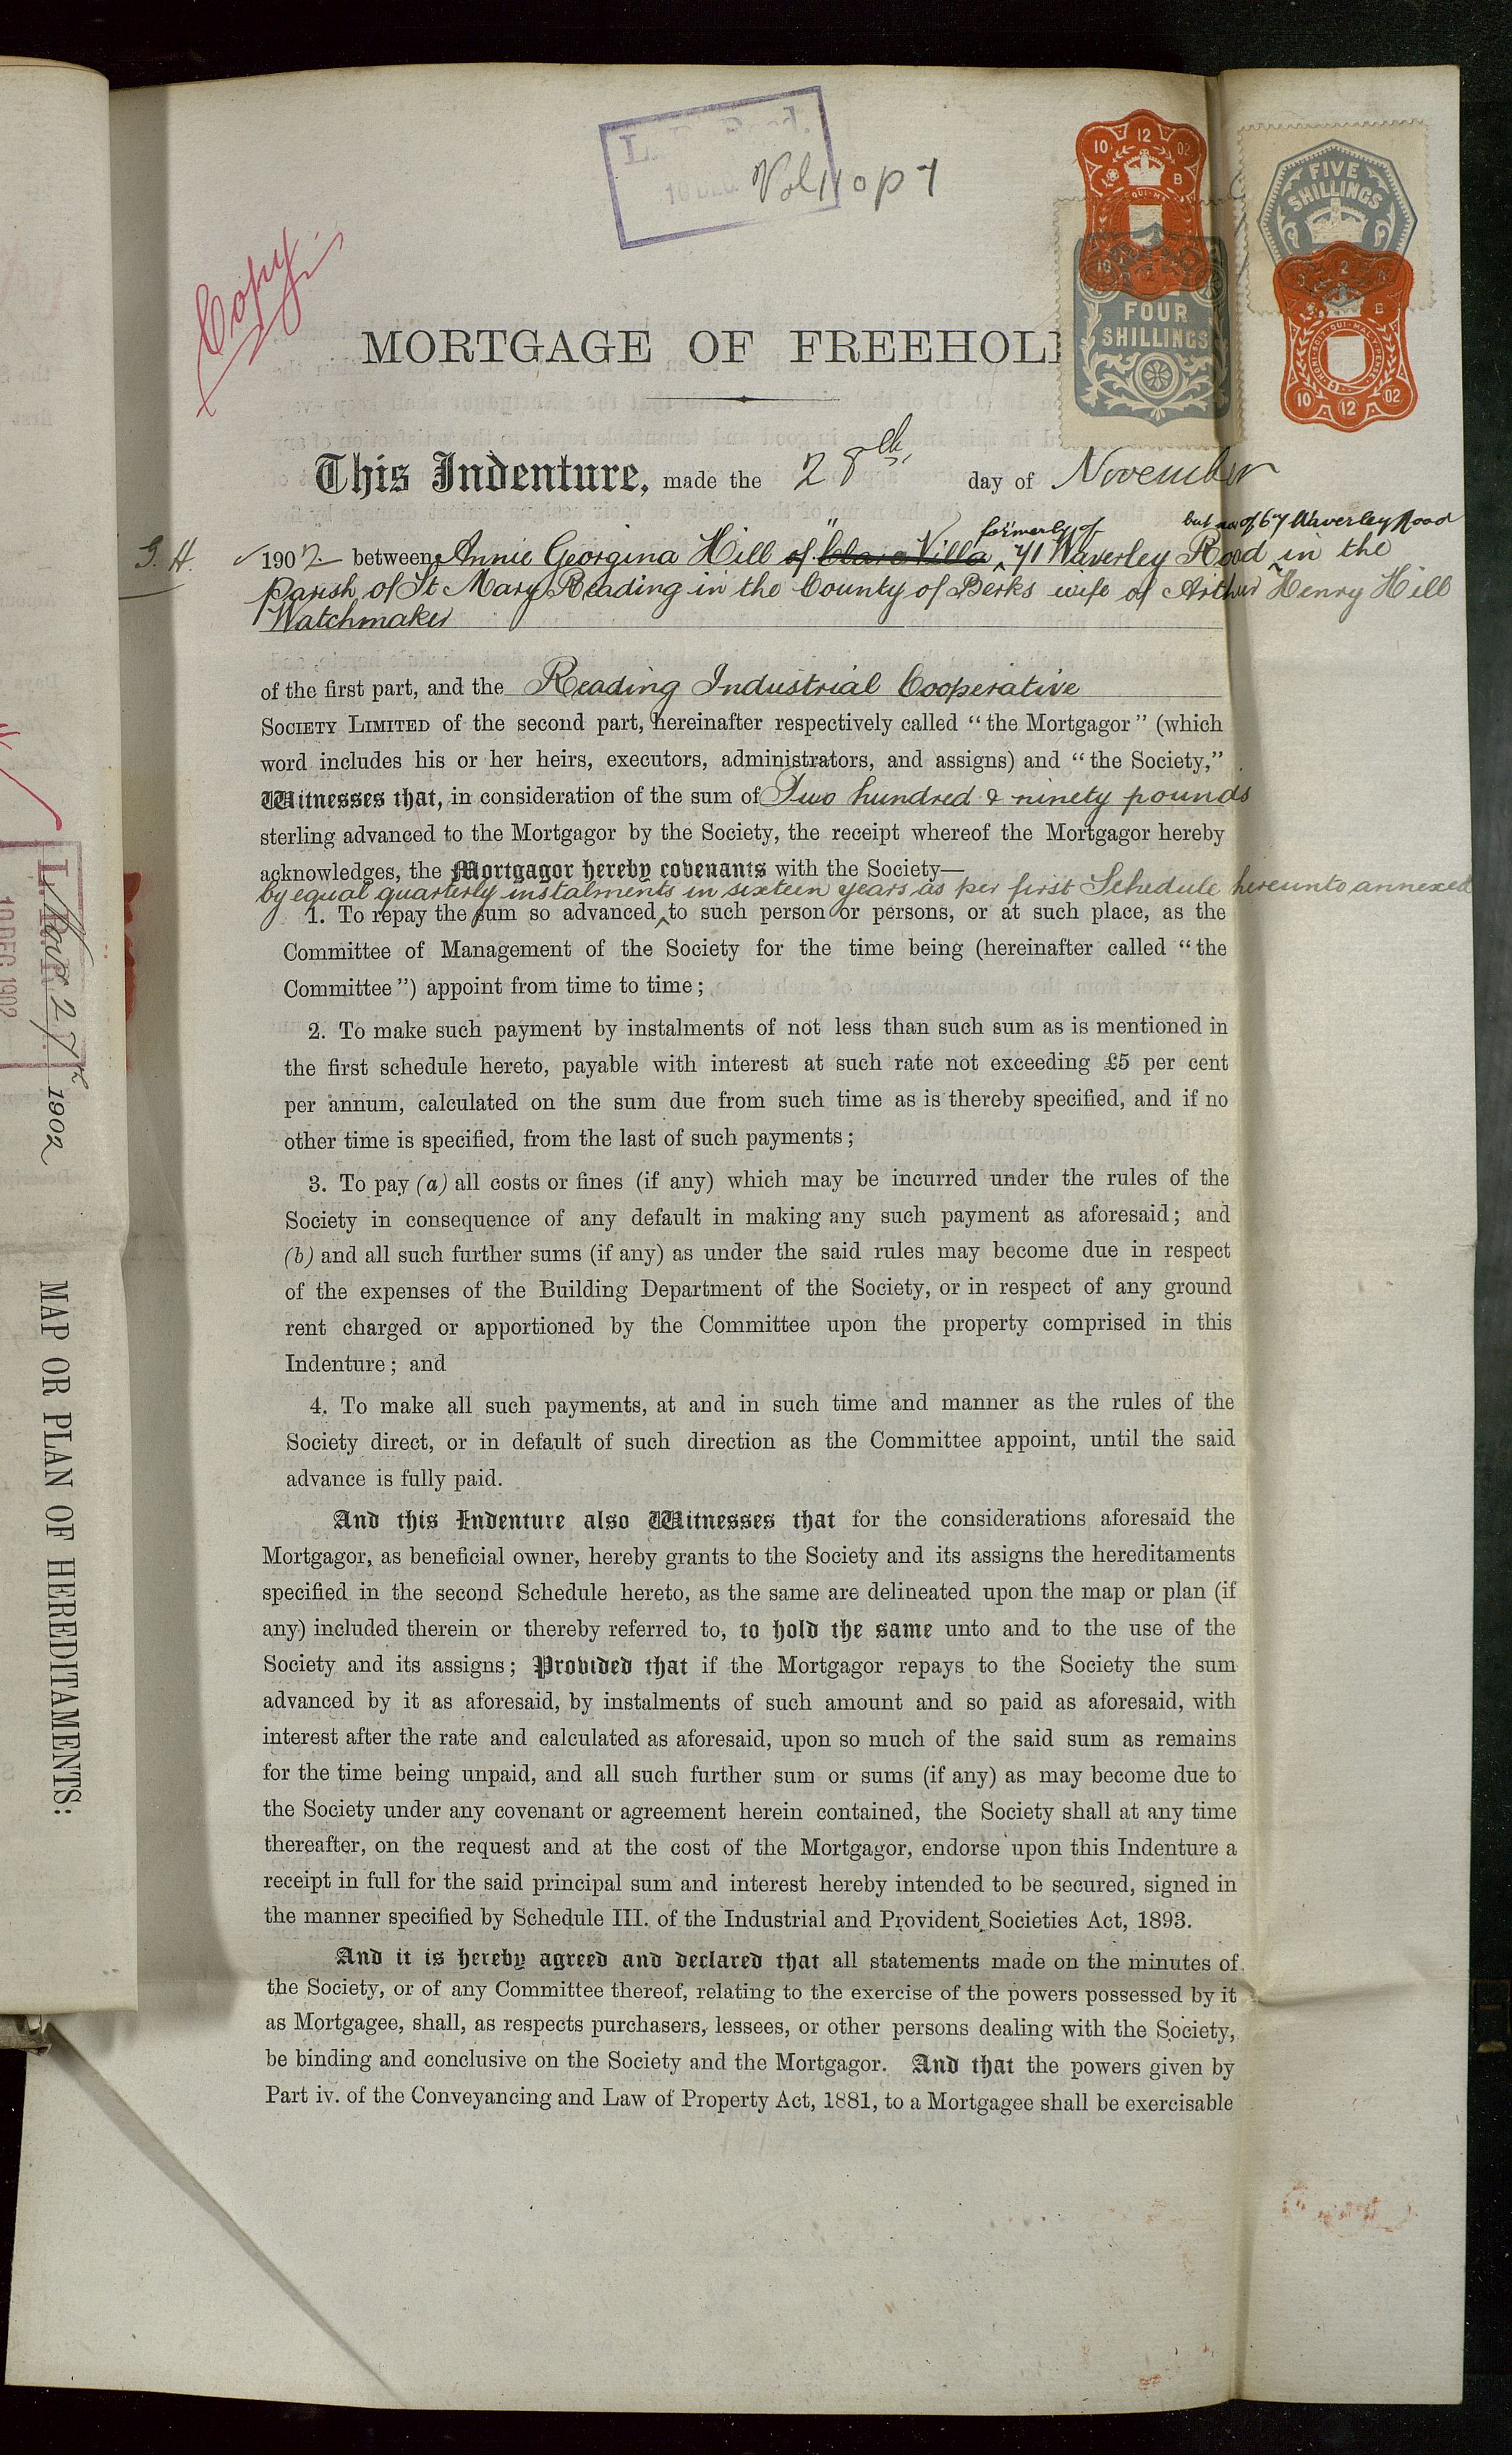 L. R. Recd.
10 DEC
Vol 110 p 7
Copy
10 12 02
B
10
FOUR
SHILLINGS
FIVE
SHILLINGS
2
B
HONI·SOIT·QUI·MAL·Y·PENSE
10 12 02
MORTGAGE OF FREEHOL
This Indenture, made the 28th day of November
formerly of but now of 67 Waverley Road
G. H. 1902 between Annie Georgina Hill of "Clare Villa 71 Waverley Road in the
Parish of St Mary Reading in the County of Berks wife of Arthur Henry Hill
Watchmaker
of the first part, and the Reading Industrial Cooperative
SOCIETY LIMITED of the second part, hereinafter respectively called “the Mortgagor” (which
word includes his or her heirs, executors, administrators, and assigns) and “the Society,”
Witnesses that, in consideration of the sum of Two hundred & ninety pounds
sterling advanced to the Mortgagor by the Society, the receipt whereof the Mortgagor hereby
acknowledges, the Mortgagor hereby covenants with the Society—
by equal quarterly instalments in sixteen years as per first Schedule hereunto annexed
1. To repay the sum so advanced to such person or persons, or at such place, as the
Committee of Management of the Society for the time being (hereinafter called “the
Committee”) appoint from time to time;
2. To make such payment by instalments of not less than such sum as is mentioned in
the first schedule hereto, payable with interest at such rate not exceeding £5 per cent
per annum, calculated on the sum due from such time as is thereby specified, and if no
other time is specified, from the last of such payments;
3. To pay (a) all costs or fines (if any) which may be incurred under the rules of the
Society in consequence of any default in making any such payment as aforesaid; and
(b) and all such further sums (if any) as under the said rules may become due in respect
of the expenses of the Building Department of the Society, or in respect of any ground
rent charged or apportioned by the Committee upon the property comprised in this
Indenture; and
4. To make all such payments, at and in such time and manner as the rules of the
Society direct, or in default of such direction as the Committee appoint, until the said
advance is fully paid.
And this Indenture also Witnesses that for the considerations aforesaid the
Mortgagor, as beneficial owner, hereby grants to the Society and its assigns the hereditaments
specified in the second Schedule hereto, as the same are delineated upon the map or plan (if
any) included therein or thereby referred to, to hold the same unto and to the use of the
Society and its assigns; Provided that if the Mortgagor repays to the Society the sum
advanced by it as aforesaid, by instalments of such amount and so paid as aforesaid, with
interest after the rate and calculated as aforesaid, upon so much of the said sum as remains
for the time being unpaid, and all such further sum or sums (if any) as may become due to
the Society under any covenant or agreement herein contained, the Society shall at any time
thereafter, on the request and at the cost of the Mortgagor, endorse upon this Indenture a
receipt in full for the said principal sum and interest hereby intended to be secured, signed in
the manner specified by Schedule III. of the Industrial and Provident Societies Act, 1893.
And it is hereby agreed and declared that all statements made on the minutes of
the Society, or of any Committee thereof, relating to the exercise of the powers possessed by it
as Mortgagee, shall, as respects purchasers, lessees, or other persons dealing with the Society,
be binding and conclusive on the Society and the Mortgagor. And that the powers given by
Part iv. of the Conveyancing and Law of Property Act, 1881, to a Mortgagee shall be exercisable
L. R. R.
10 DEC 1902
Nov 27th 1902
MAP OR PLAN OF HEREDITAMENTS: